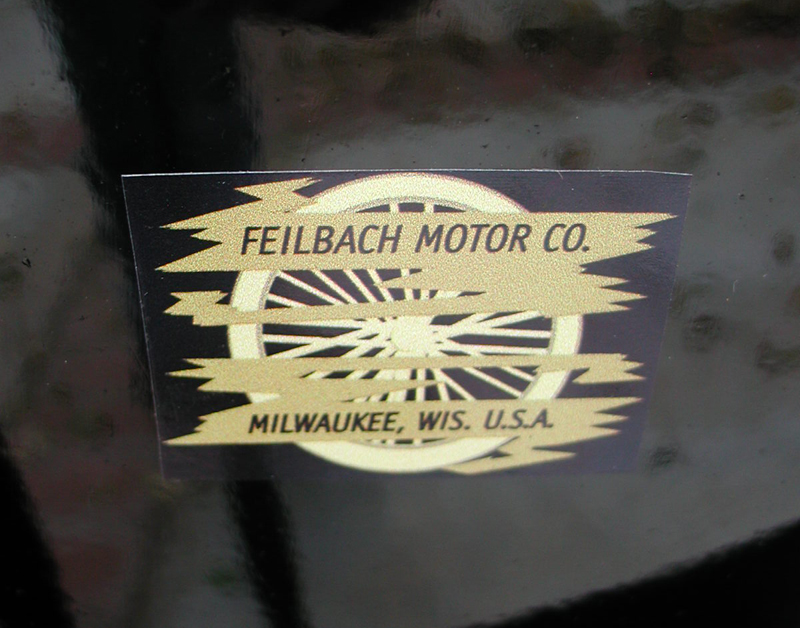 FEILBACH MOTOR CO.
MILWAUKEE, WIS. U.S.A.